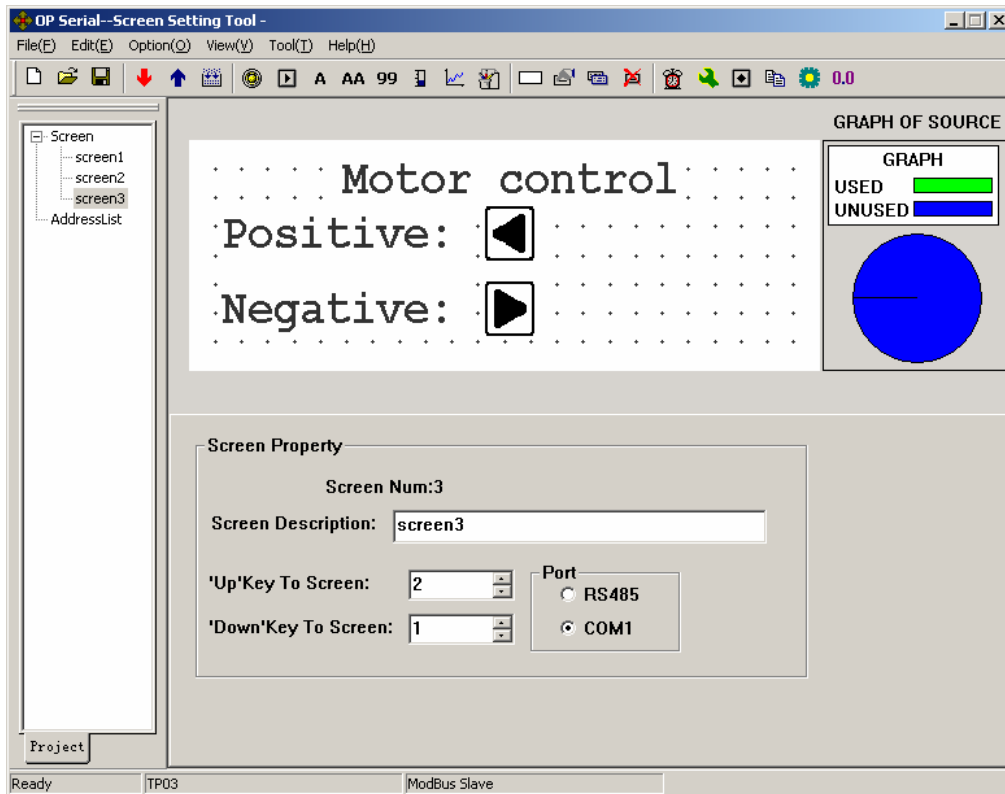 OP Serial--Screen Setting Tool -
File(F) Edit(E) Option(O) View(V) Tool(T) Help(H)
A AA 99 0.0
Screen
screen1
screen2
screen3
AddressList
Project
Motor control
Positive:
Negative:
GRAPH OF SOURCE
GRAPH
USED
UNUSED
Screen Property
Screen Num:3
Screen Description: screen3
'Up'Key To Screen: 2
'Down'Key To Screen: 1
Port
RS485
COM1
Ready TP03 ModBus Slave